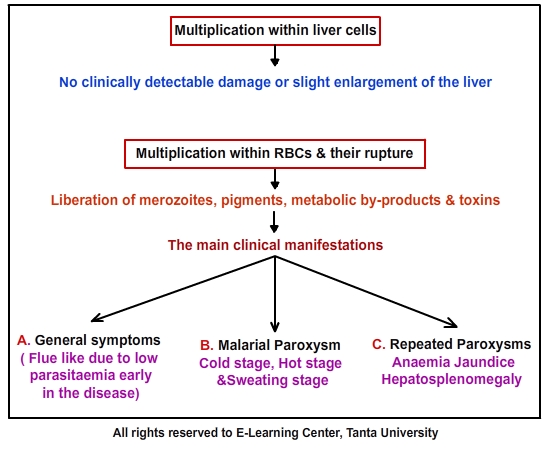 Multiplication within liver cells
No clinically detectable damage or slight enlargement of the liver
Multiplication within RBCs & their rupture
Liberation of merozoites, pigments, metabolic by-products & toxins
The main clinical manifestations
A. General symptoms
( Flue like due to low
parasitaemia early
in the disease)
B. Malarial Paroxysm
Cold stage, Hot stage
&Sweating stage
C. Repeated Paroxysms
Anaemia Jaundice
Hepatosplenomegaly
All rights reserved to E-Learning Center, Tanta University